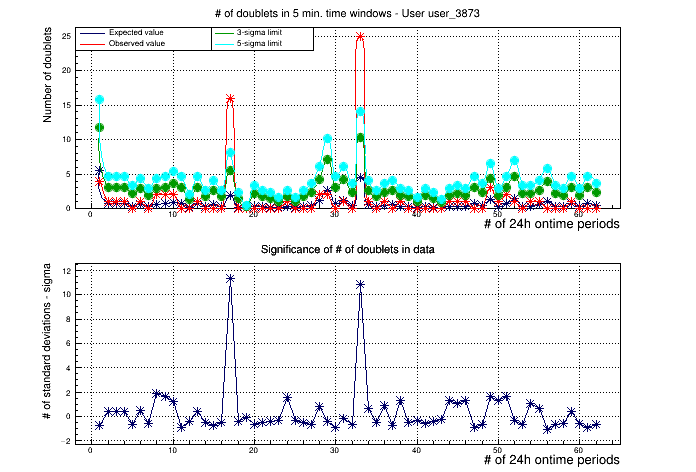 # of doublets in 5 min. time windows - User user_3873
Number of doublets
Expected value
3-sigma limit
Observed value
5-sigma limit
25
20
15
10
5
0
0 10 20 30 40 50 60
# of 24h ontime periods
Significance of # of doublets in data
# of standard deviations - sigma
12
10
8
6
4
2
0
-2
0 10 20 30 40 50 60
# of 24h ontime periods